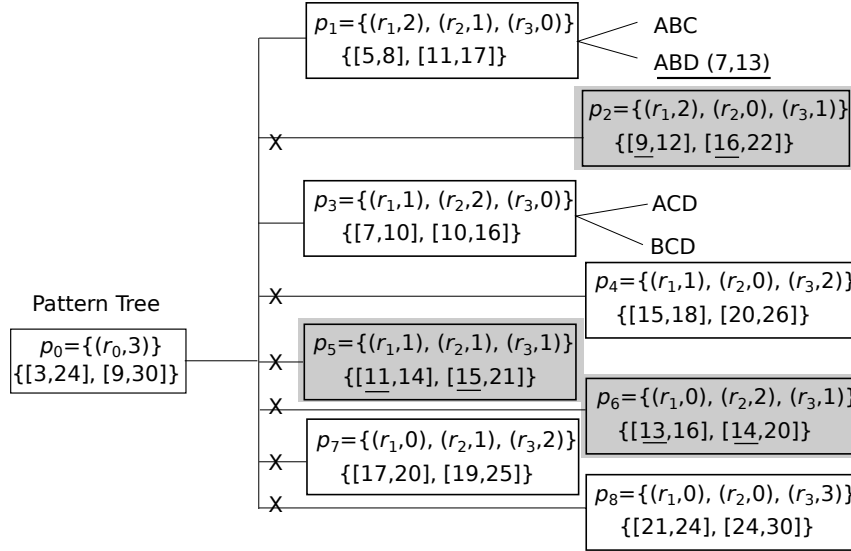 p1={(r1,2), (r2,1), (r3,0)}
{[5,8], [11,17]}
ABC
ABD (7,13)
X
p2={(r1,2), (r2,0), (r3,1)}
{[9,12], [16,22]}
p3={(r1,1), (r2,2), (r3,0)}
{[7,10], [10,16]}
ACD
BCD
X
p4={(r1,1), (r2,0), (r3,2)}
{[15,18], [20,26]}
Pattern Tree
p0={(r0,3)}
{[3,24], [9,30]}
X
p5={(r1,1), (r2,1), (r3,1)}
{[11,14], [15,21]}
X
p6={(r1,0), (r2,2), (r3,1)}
{[13,16], [14,20]}
X
p7={(r1,0), (r2,1), (r3,2)}
{[17,20], [19,25]}
X
p8={(r1,0), (r2,0), (r3,3)}
{[21,24], [24,30]}